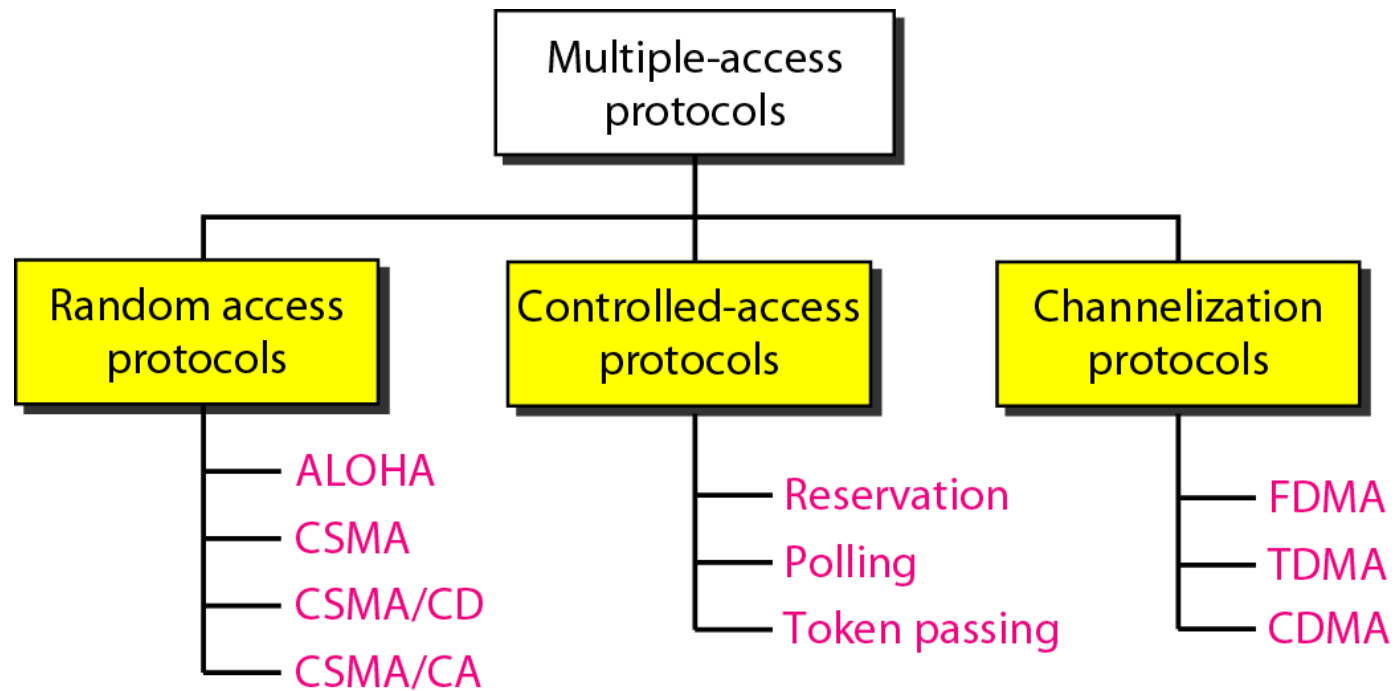 Multiple-access
protocols
Random access
protocols
Controlled-access
protocols
Channelization
protocols
ALOHA
CSMA
CSMA/CD
CSMA/CA
Reservation
Polling
Token passing
FDMA
TDMA
CDMA